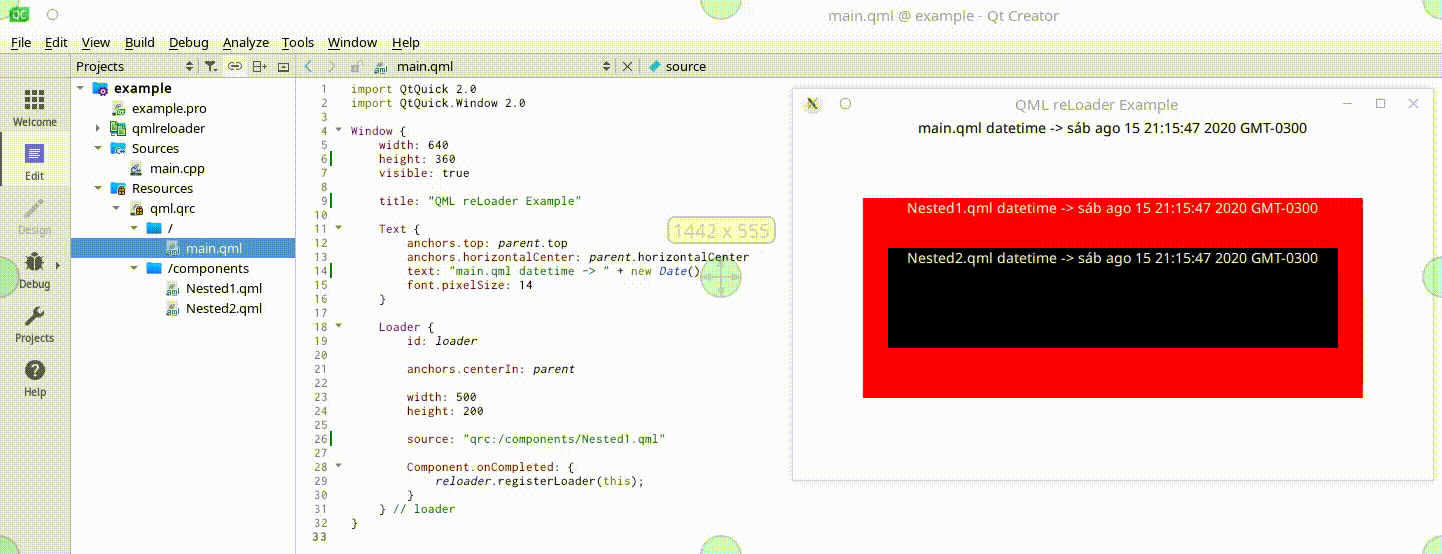 QC
main.qml @ example - Qt Creator
File Edit View Build Debug Analyze Tools Window Help
Projects
main.qml
source
Welcome
Edit
Design
Debug
Projects
Help
example
example.pro
qmlreloader
Sources
main.cpp
Resources
qml.qrc
/
main.qml
/components
Nested1.qml
Nested2.qml
1 import QtQuick 2.0
2 import QtQuick.Window 2.0
3
4 Window {
5 width: 640
6 height: 360
7 visible: true
8
9 title: "QML reLoader Example"
10
11 Text {
12 anchors.top: parent.top
13 anchors.horizontalCenter: parent.horizontalCenter
14 text: "main.qml datetime -> " + new Date()
15 font.pixelSize: 14
16 }
17
18 Loader {
19 id: loader
20
21 anchors.centerIn: parent
22
23 width: 500
24 height: 200
25
26 source: "qrc:/components/Nested1.qml"
27
28 Component.onCompleted: {
29 reloader.registerLoader(this);
30 }
31 } // loader
32 }
33
1442 x 555
X
QML reLoader Example
main.qml datetime -> sáb ago 15 21:15:47 2020 GMT-0300
Nested1.qml datetime -> sáb ago 15 21:15:47 2020 GMT-0300
Nested2.qml datetime -> sáb ago 15 21:15:47 2020 GMT-0300